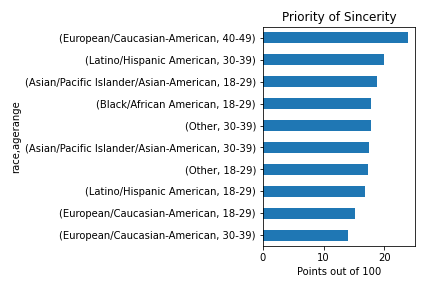 Priority of Sincerity
race,agerange
(European/Caucasian-American, 40-49)
(Latino/Hispanic American, 30-39)
(Asian/Pacific Islander/Asian-American, 18-29)
(Black/African American, 18-29)
(Other, 30-39)
(Asian/Pacific Islander/Asian-American, 30-39)
(Other, 18-29)
(Latino/Hispanic American, 18-29)
(European/Caucasian-American, 18-29)
(European/Caucasian-American, 30-39)
0 10 20
Points out of 100